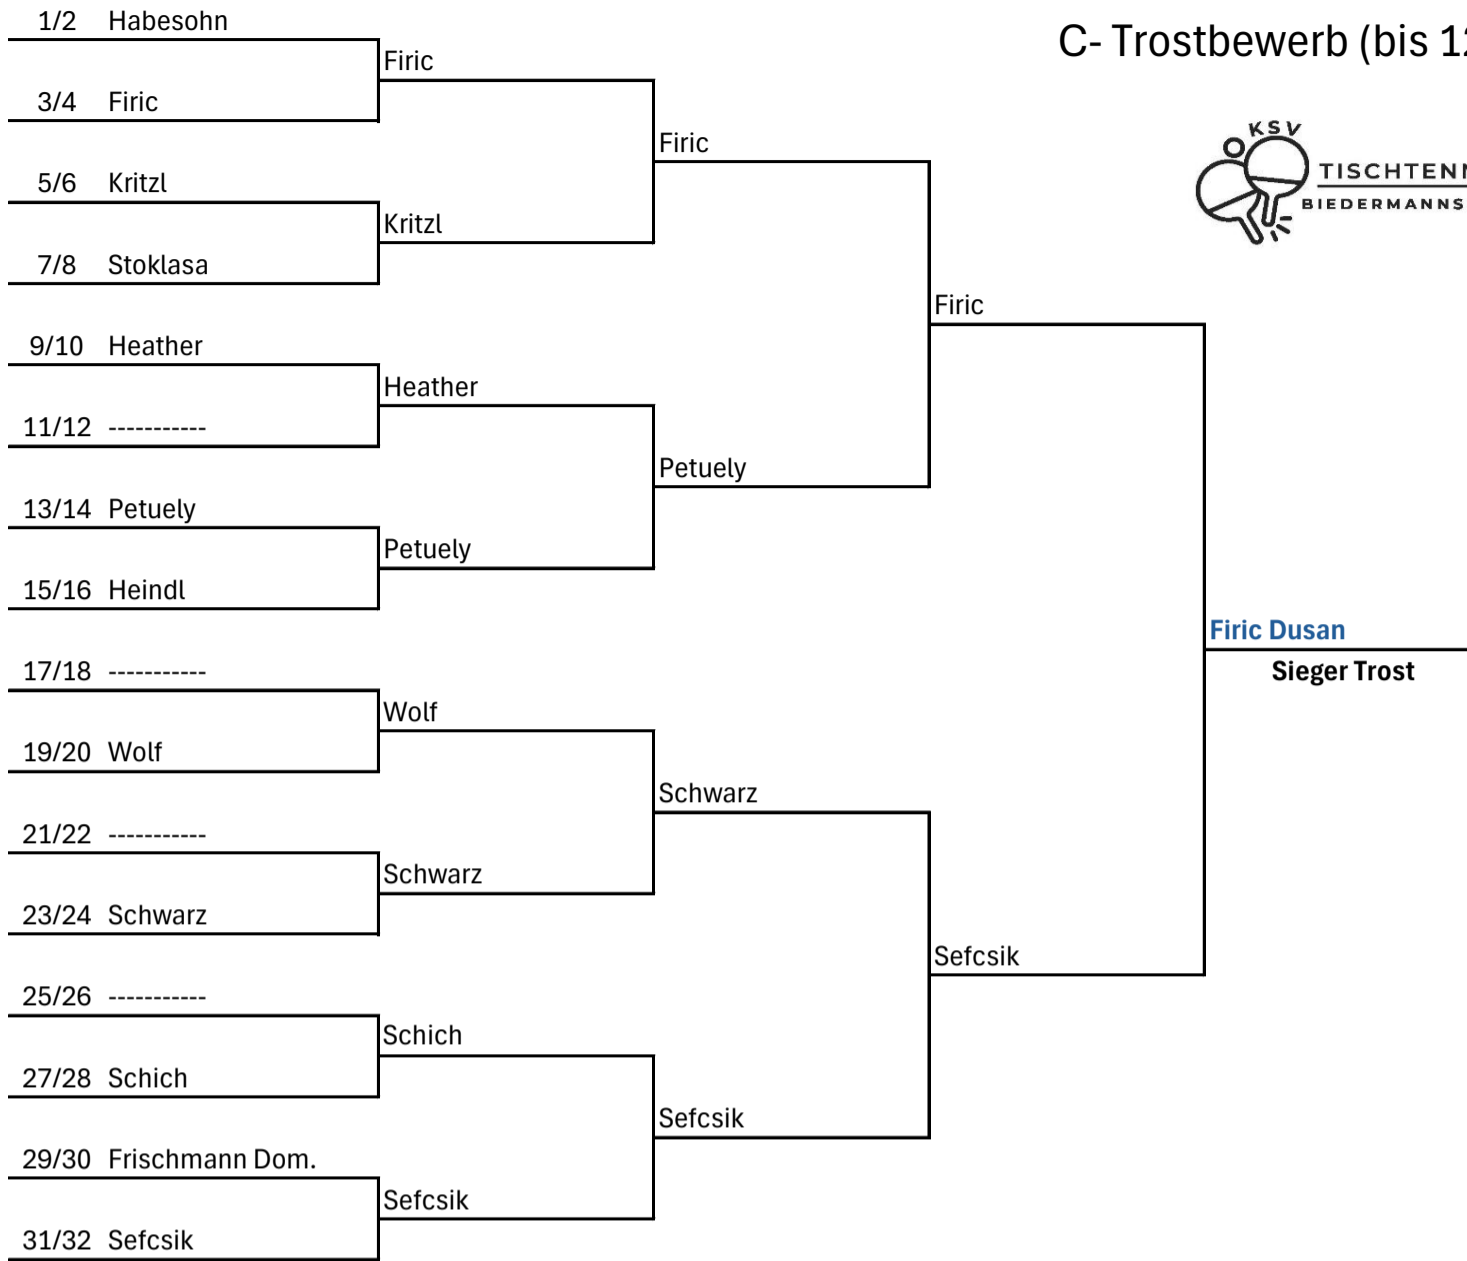 C- Trostbewerb (bis 12
KSV
TISCHTENN
BIEDERMANNS
1/2 Habesohn
Firic
3/4 Firic
Firic
5/6 Kritzl
Kritzl
7/8 Stoklasa
Firic
9/10 Heather
Heather
11/12 -----------
Petuely
13/14 Petuely
Petuely
15/16 Heindl
Firic Dusan
Sieger Trost
17/18 -----------
Wolf
19/20 Wolf
Schwarz
21/22 -----------
Schwarz
23/24 Schwarz
Sefcsik
25/26 -----------
Schich
27/28 Schich
Sefcsik
29/30 Frischmann Dom.
Sefcsik
31/32 Sefcsik